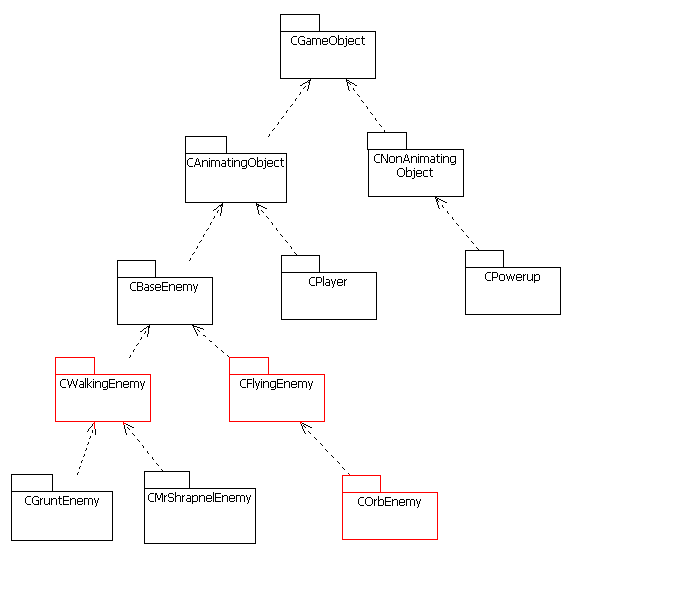 CGameObject
CAnimatingObject
CNonAnimating
Object
CBaseEnemy
CPlayer
CPowerup
CWalkingEnemy
CFlyingEnemy
CGruntEnemy
CMrShrapnelEnemy
COrbEnemy